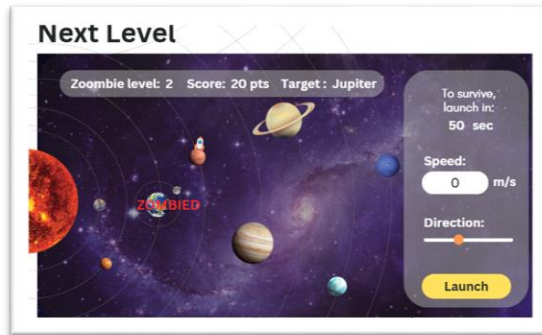 Next Level
Zoombie level: 2 Score: 20 pts Target : Jupiter
To survive,
launch in:
50 sec
Speed:
0 m/s
ZOMBIED
Direction:
Launch